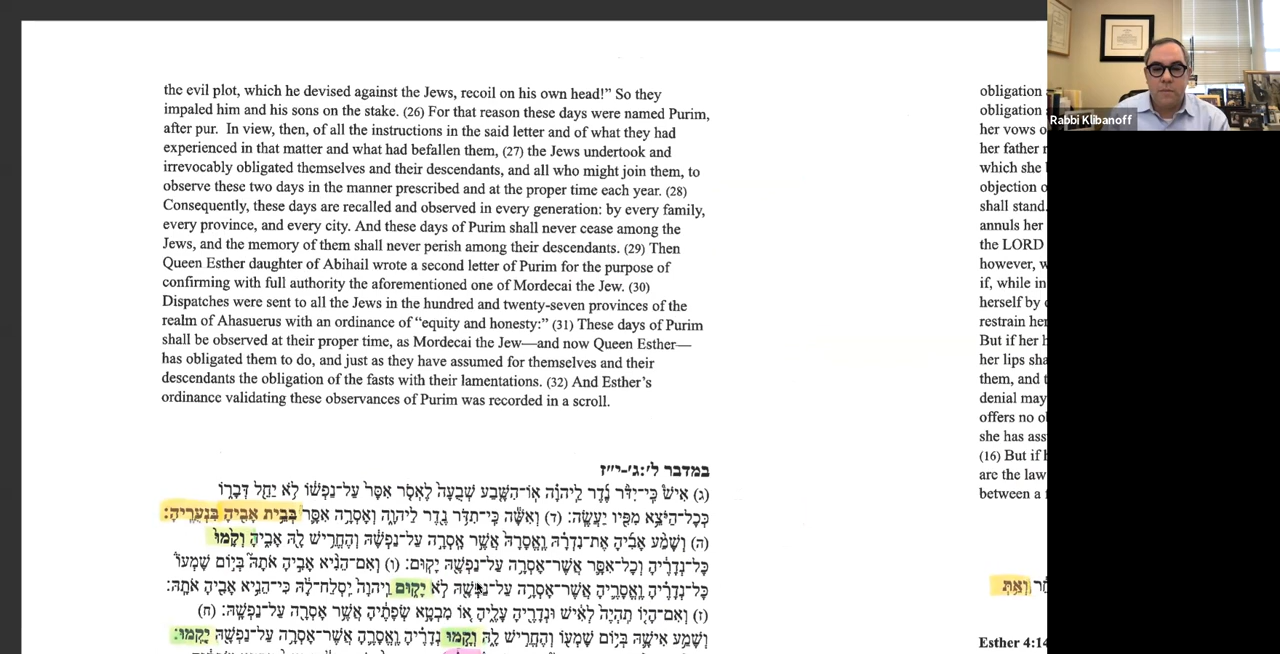 the evil plot, which he devised against the Jews, recoil on his own head!” So they
impaled him and his sons on the stake. (26) For that reason these days were named Purim,
after pur. In view, then, of all the instructions in the said letter and of what they had
experienced in that matter and what had befallen them, (27) the Jews undertook and
irrevocably obligated themselves and their descendants, and all who might join them, to
observe these two days in the manner prescribed and at the proper time each year. (28)
Consequently, these days are recalled and observed in every generation: by every family,
every province, and every city. And these days of Purim shall never cease among the
Jews, and the memory of them shall never perish among their descendants. (29) Then
Queen Esther daughter of Abihail wrote a second letter of Purim for the purpose of
confirming with full authority the aforementioned one of Mordecai the Jew. (30)
Dispatches were sent to all the Jews in the hundred and twenty-seven provinces of the
realm of Ahasuerus with an ordinance of “equity and honesty:” (31) These days of Purim
shall be observed at their proper time, as Mordecai the Jew—and now Queen Esther—
has obligated them to do, and just as they have assumed for themselves and their
descendants the obligation of the fasts with their lamentations. (32) And Esther’s
ordinance validating these observances of Purim was recorded in a scroll.
במדבר ל׳:ג׳-י״ז
(ג) אִישׁ כִּי־יִדֹּר נֶדֶר לַיהוָה אוֹ־הִשָּׁבַע שְׁבֻעָה לֶאְסֹר אִסָּר עַל־נַפְשׁוֹ לֹא יַחֵל דְּבָרוֹ
כְּכָל־הַיֹּצֵא מִפִּיו יַעֲשֶׂה׃ (ד) וְאִשָּׁה כִּי־תִדֹּר נֶדֶר לַיהוָה וְאָסְרָה אִסָּר בְּבֵית אָבִיהָ בִּנְעֻרֶיהָ׃
(ה) וְשָׁמַע אָבִיהָ אֶת־נִדְרָהּ וֶאֱסָרָהּ אֲשֶׁר אָסְרָה עַל־נַפְשָׁהּ וְהֶחֱרִישׁ לָהּ אָבִיהָ וְקָמוּ
כָּל־נְדָרֶיהָ וְכָל־אִסָּר אֲשֶׁר־אָסְרָה עַל־נַפְשָׁהּ יָקוּם׃ (ו) וְאִם־הֵנִיא אָבִיהָ אֹתָהּ בְּיוֹם שָׁמְעוֹ
כָּל־נְדָרֶיהָ וֶאֱסָרֶיהָ אֲשֶׁר־אָסְרָה עַל־נַפְשָׁהּ לֹא יָקוּם וַיהוָה יִסְלַח־לָהּ כִּי־הֵנִיא אָבִיהָ אֹתָהּ׃
(ז) וְאִם־הָיוֹ תִהְיֶה לְאִישׁ וּנְדָרֶיהָ עָלֶיהָ אוֹ מִבְטָא שְׂפָתֶיהָ אֲשֶׁר אָסְרָה עַל־נַפְשָׁהּ׃ (ח)
וְשָׁמַע אִישָׁהּ בְּיוֹם שָׁמְעוֹ וְהֶחֱרִישׁ לָהּ וְקָמוּ נְדָרֶיהָ וֶאֱסָרֶהָ אֲשֶׁר־אָסְרָה עַל־נַפְשָׁהּ יָקֻמוּ׃
obligation
obligation
her vows o
her father
which she
objection o
shall stand.
annuls her
the LORD
however, w
if, while in
herself by
restrain her
But if her h
her lips sha
them, and t
denial may
offers no o
she has ass
(16) But if
are the law
between a
וְאַתְּ
Esther 4:14
Rabbi Klibanoff